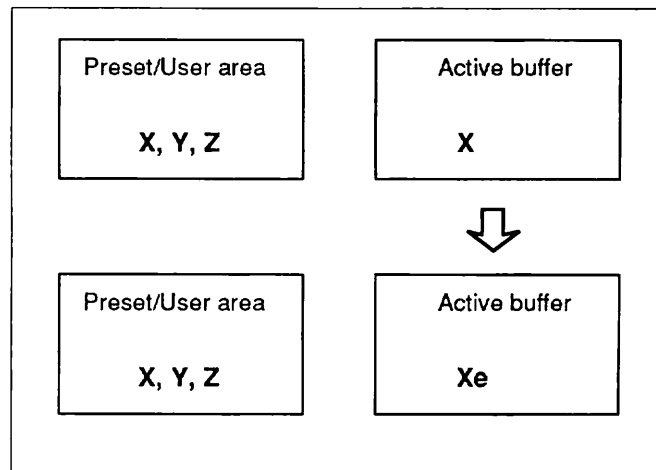 Preset/User area
X, Y, Z
Active buffer
X
Preset/User area
X, Y, Z
Active buffer
Xe